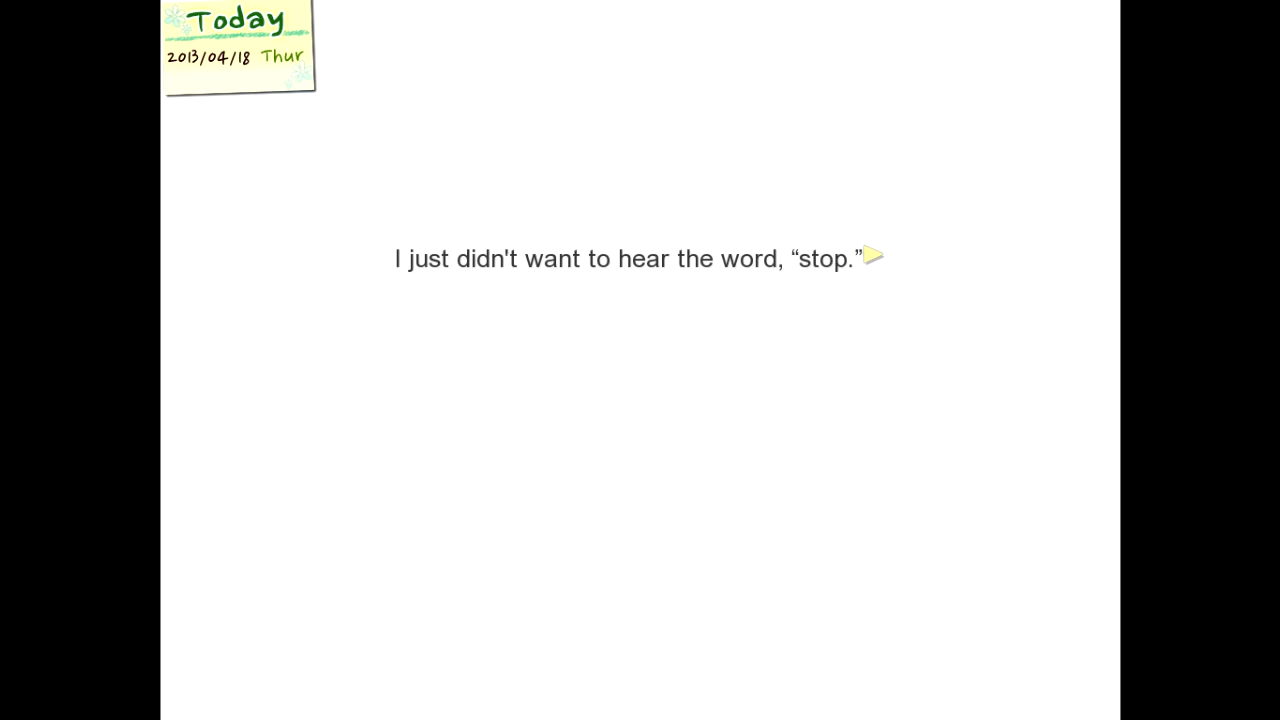 Today
2013/04/18 Thur
I just didn't want to hear the word, “stop.”